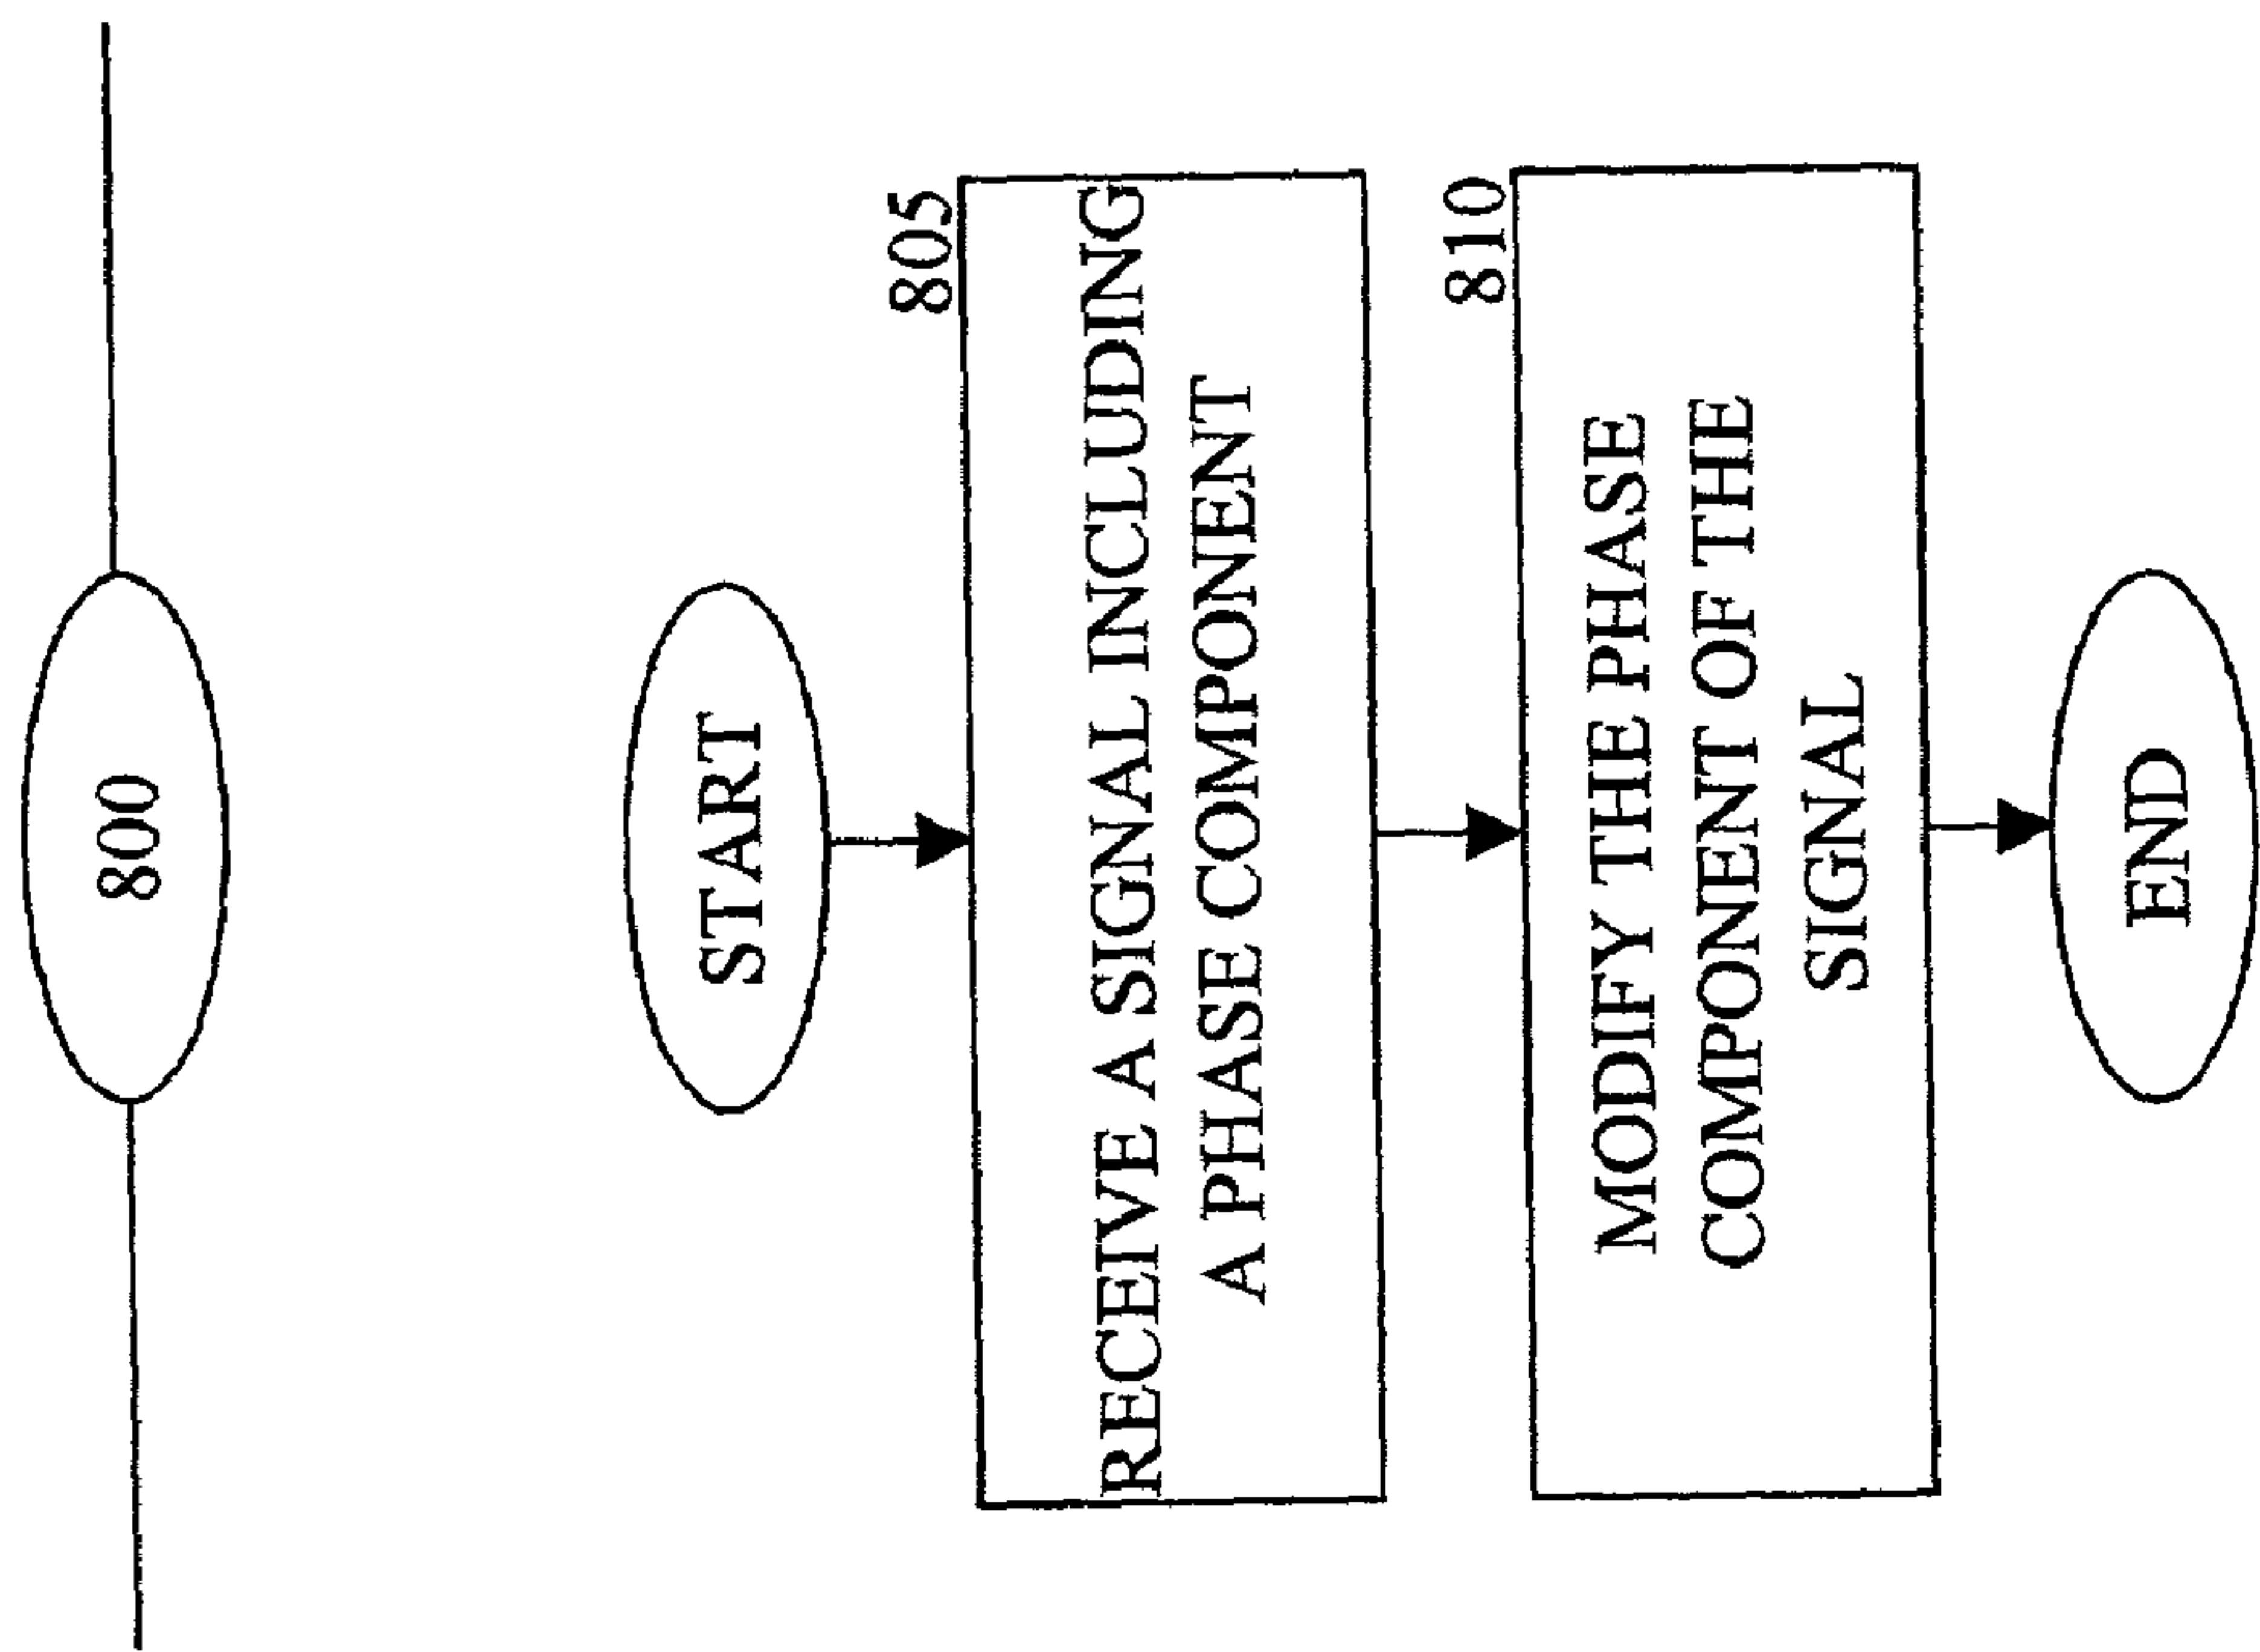 800
START
805
RECEIVE A SIGNAL INCLUDING
A PHASE COMPONENT
810
MODIFY THE PHASE
COMPONENT OF THE
SIGNAL
END